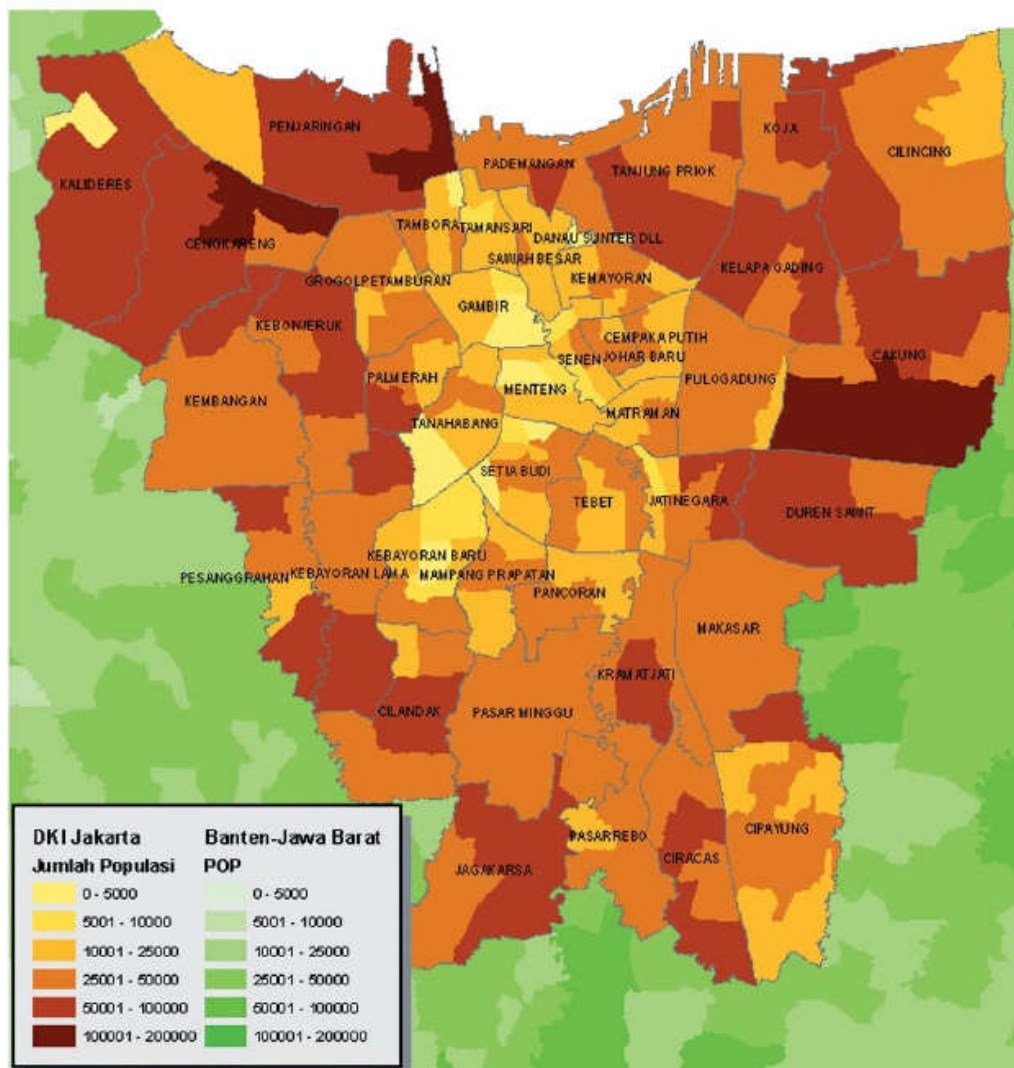 PENJARINGAN
KOJA
CILINCING
PADEMANGAN
TANJUNG PRIOK
KALIDERES
TAMBORA
TAMANSARI
DANAU SUNTER DLL
CENGKARENG
SAWAH BESAR
KELAPA GADING
GROGOLPETAMBURAN
KEMAYORAN
GAMBIR
KEBONJERUK
CEMPAKA PUTIH
SENEN
JOHAR BARU
CAKUNG
PALMERAH
MENTENG
PULOGADUNG
KEMBANGAN
MATRAMAN
TANAHABANG
SETIA BUDI
TEBET
JATINEGARA
DUREN SAWIT
KEBAYORAN BARU
PESANGGRAHAN
KEBAYORAN LAMA
MAMPANG PRAPATAN
PANCORAN
MAKASAR
KRAMATJATI
CILANDAK
PASAR MINGGU
PASARREBO
CIPAYUNG
JAGAKARSA
CIRACAS
DKI Jakarta
Jumlah Populasi
0 - 5000
5001 - 10000
10001 - 25000
25001 - 50000
50001 - 100000
100001 - 200000
Banten-Jawa Barat
POP
0 - 5000
5001 - 10000
10001 - 25000
25001 - 50000
50001 - 100000
100001 - 200000